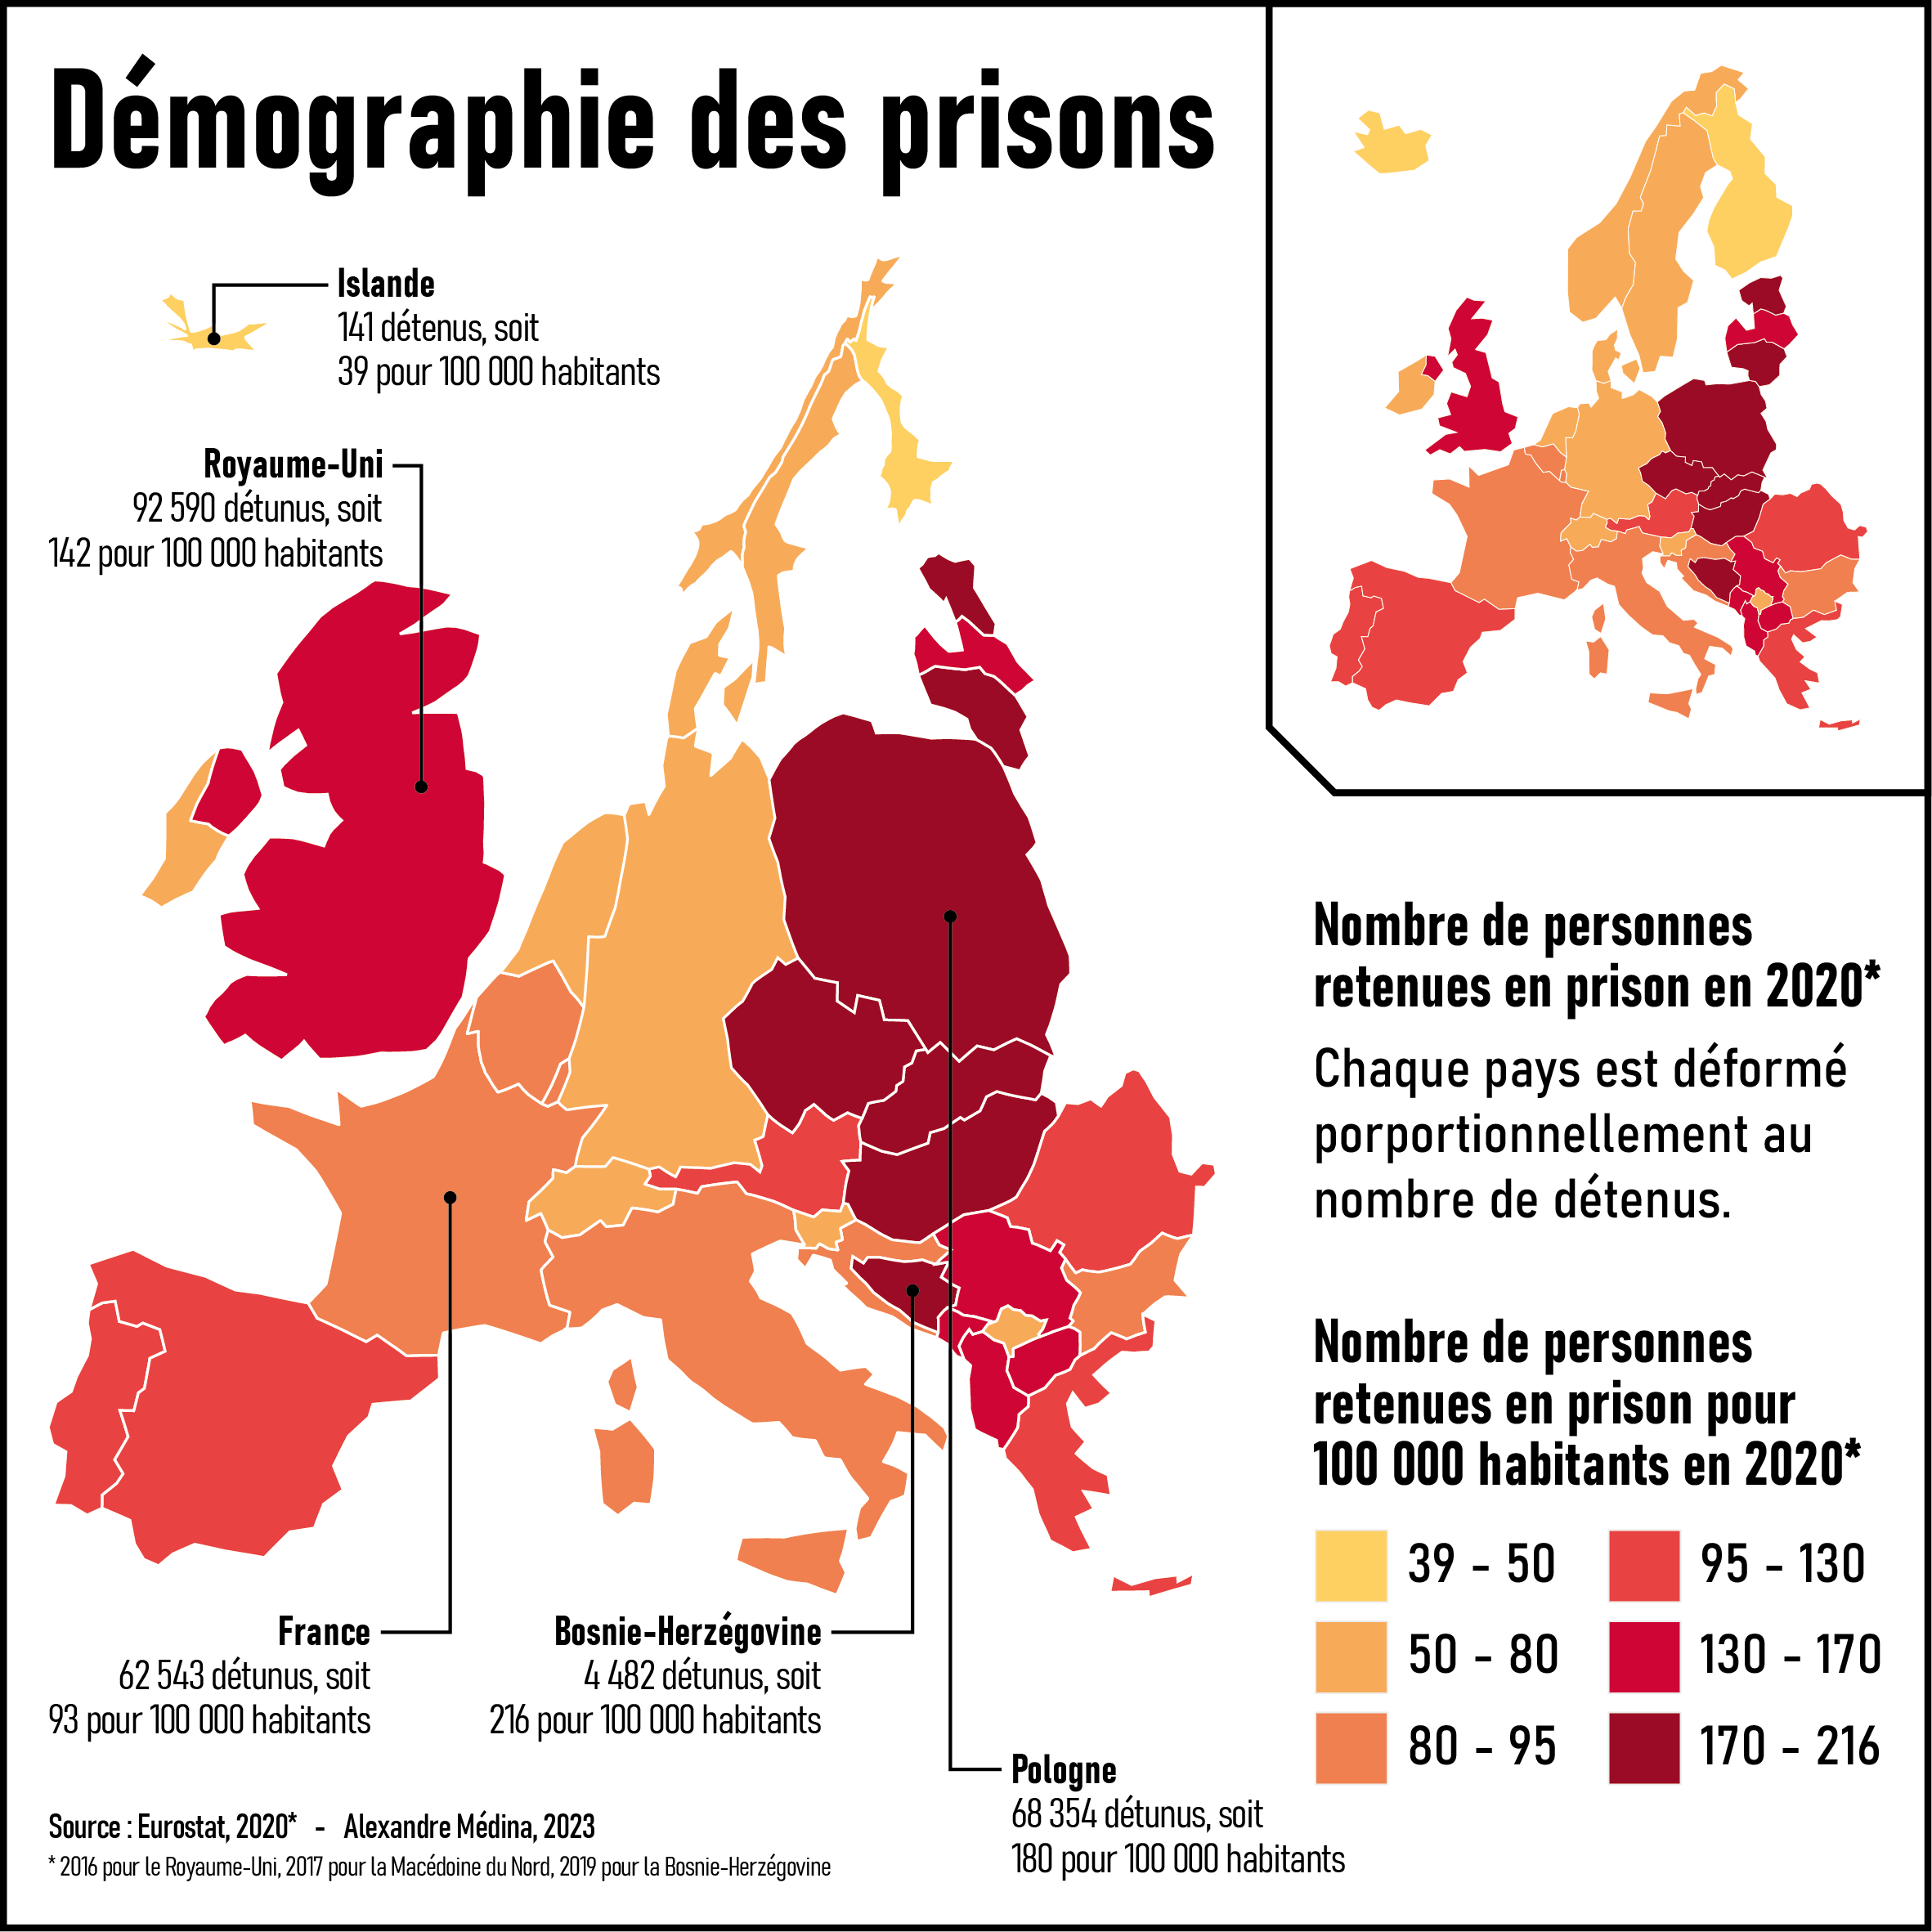 Démographie des prisons
Islande
141 détenus, soit
39 pour 100 000 habitants
Royaume-Uni
92 590 détunus, soit
142 pour 100 000 habitants
Nombre de personnes
retenues en prison en 2020*
Chaque pays est déformé
porportionnellement au
nombre de détenus.
Nombre de personnes
retenues en prison pour
100 000 habitants en 2020*
39 - 50
95 - 130
50 - 80
130 - 170
80 - 95
170 - 216
France
62 543 détunus, soit
93 pour 100 000 habitants
Bosnie-Herzégovine
4 482 détunus, soit
216 pour 100 000 habitants
Pologne
68 354 détunus, soit
180 pour 100 000 habitants
Source : Eurostat, 2020* - Alexandre Médina, 2023
* 2016 pour le Royaume-Uni, 2017 pour la Macédoine du Nord, 2019 pour la Bosnie-Herzégovine